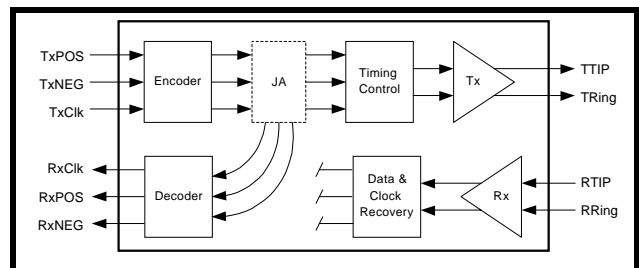 TxPOS
TxNEG
TxClk
Encoder
JA
Timing
Control
Tx
TTIP
TRing
RxClk
RxPOS
RxNEG
Decoder
Data &
Clock
Recovery
Rx
RTIP
RRing